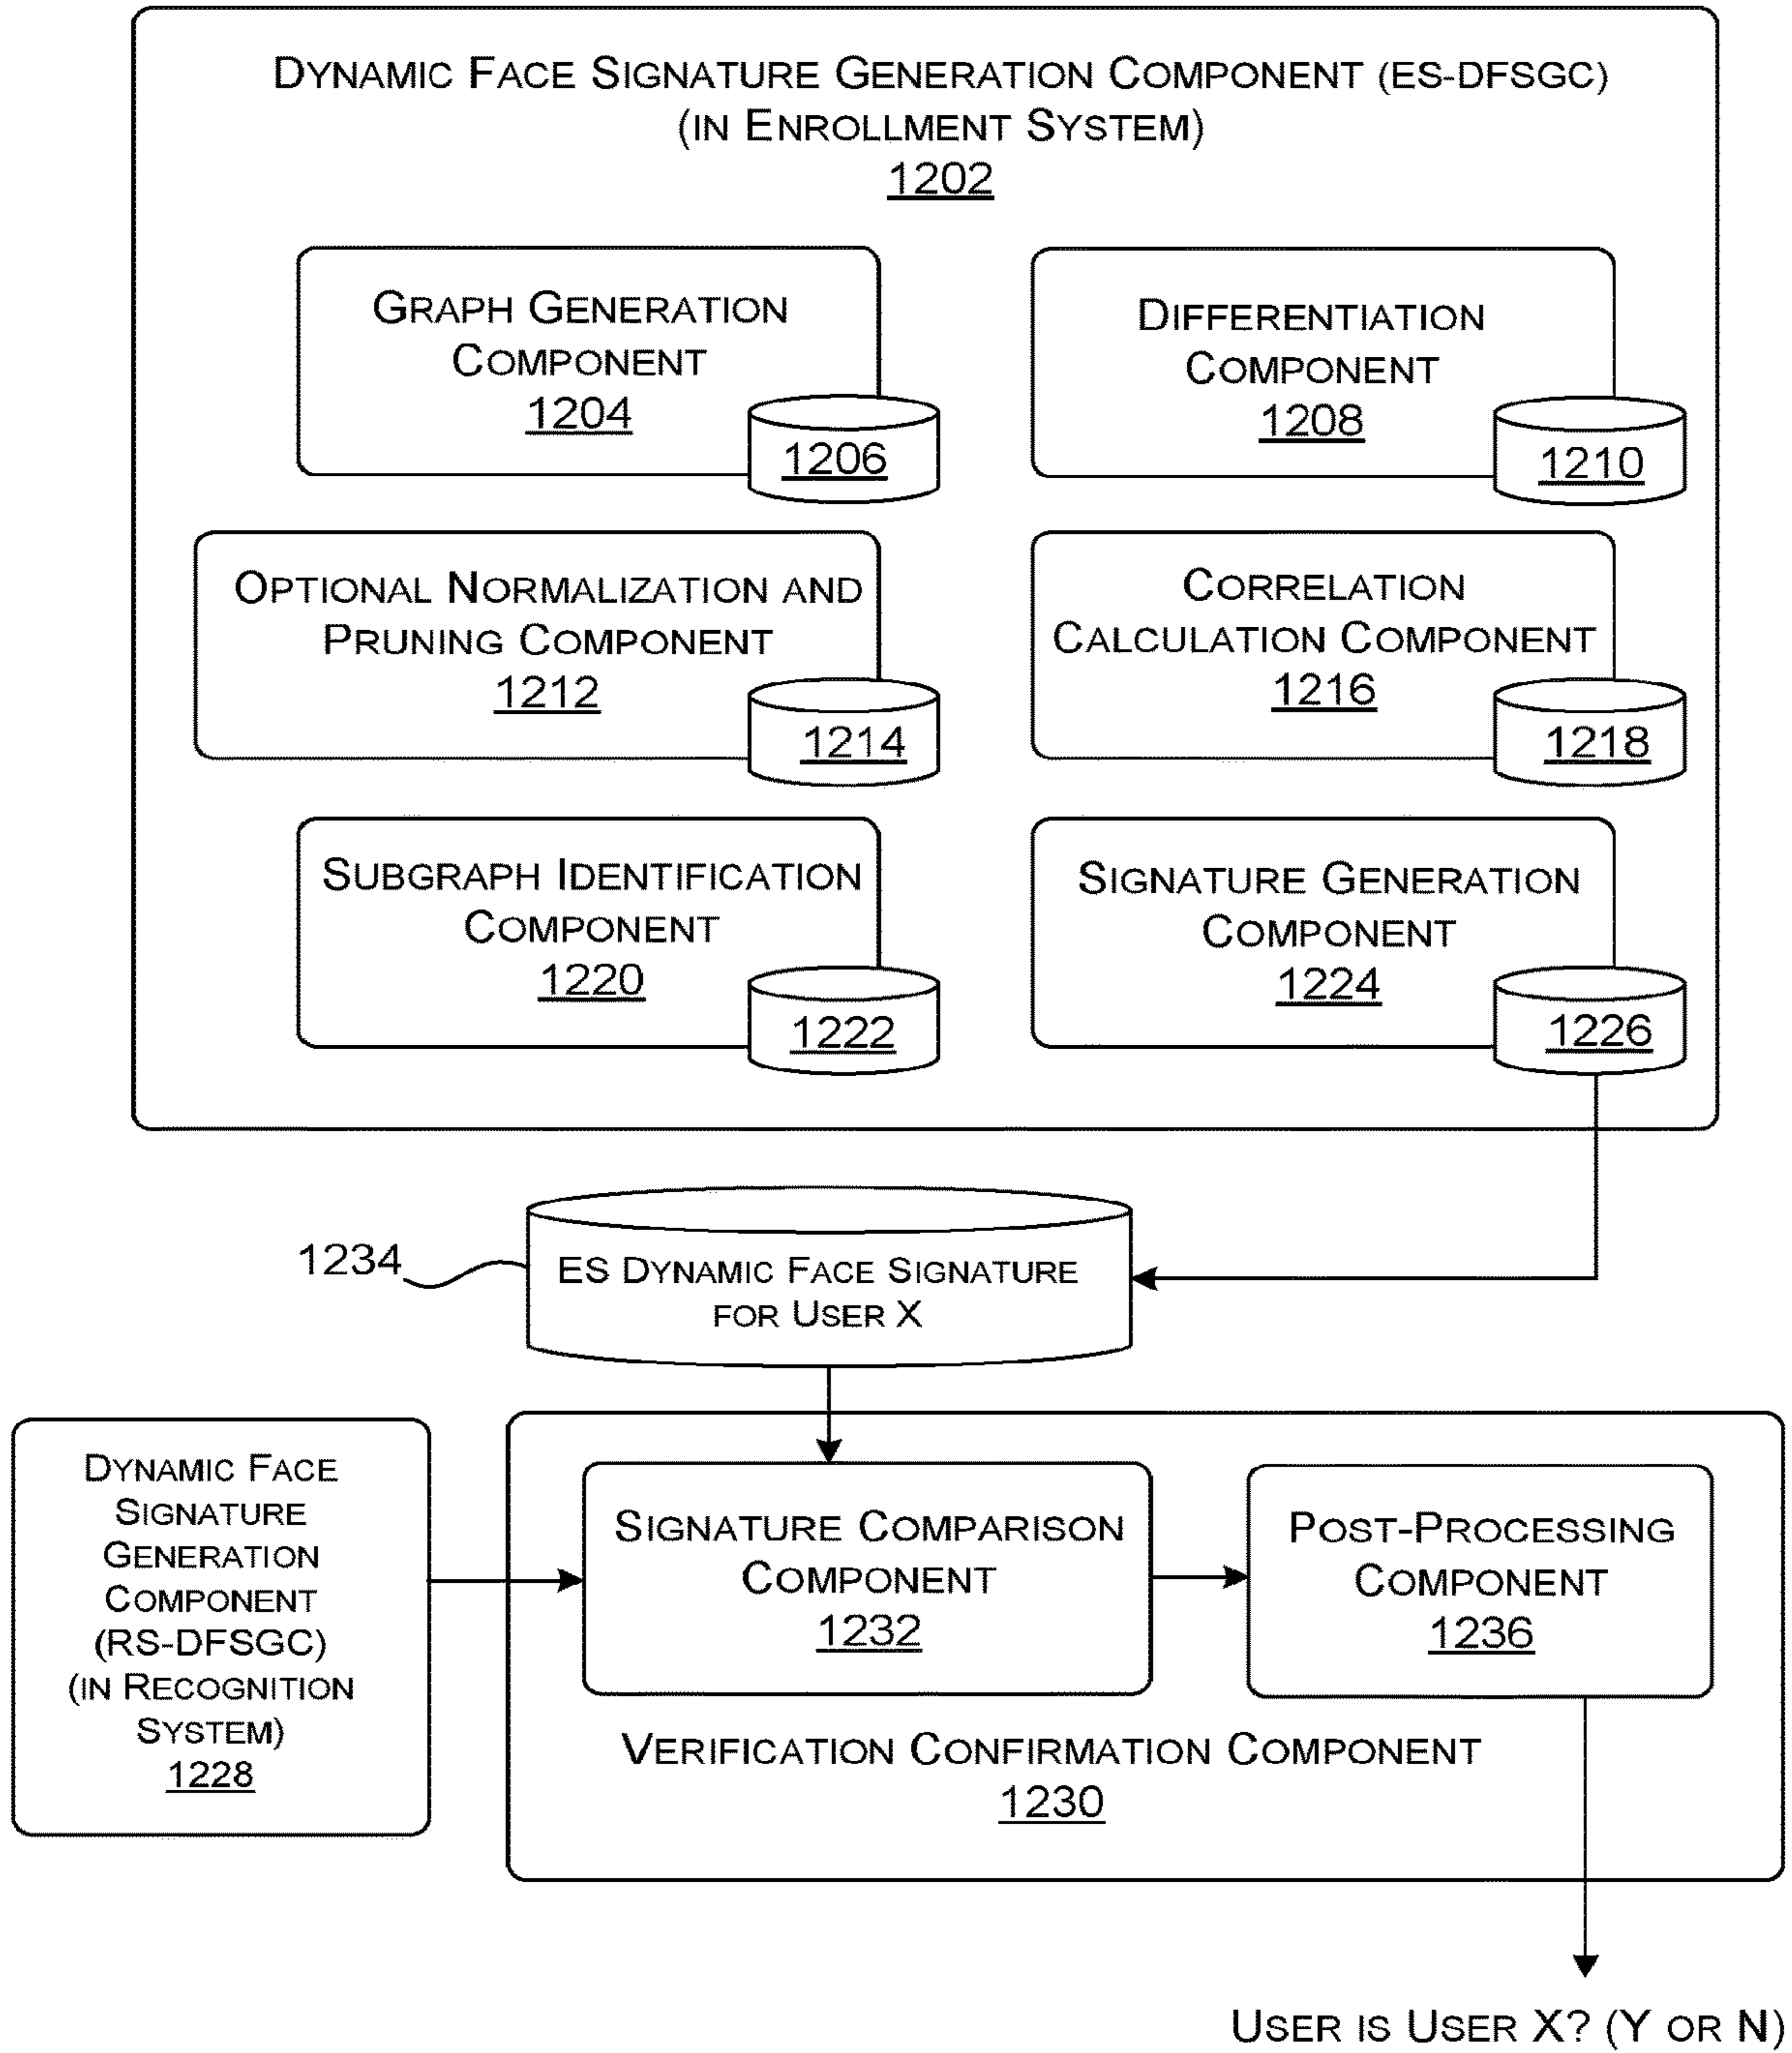 DYNAMIC FACE SIGNATURE GENERATION COMPONENT (ES-DFSGC)
(IN ENROLLMENT SYSTEM)
1202
GRAPH GENERATION
COMPONENT
1204
1206
DIFFERENTIATION
COMPONENT
1208
1210
OPTIONAL NORMALIZATION AND
PRUNING COMPONENT
1212
1214
CORRELATION
CALCULATION COMPONENT
1216
1218
SUBGRAPH IDENTIFICATION
COMPONENT
1220
1222
SIGNATURE GENERATION
COMPONENT
1224
1226
1234
ES DYNAMIC FACE SIGNATURE
FOR USER X
DYNAMIC FACE
SIGNATURE
GENERATION
COMPONENT
(RS-DFSGC)
(IN RECOGNITION
SYSTEM)
1228
SIGNATURE COMPARISON
COMPONENT
1232
POST-PROCESSING
COMPONENT
1236
VERIFICATION CONFIRMATION COMPONENT
1230
USER IS USER X? (Y OR N)